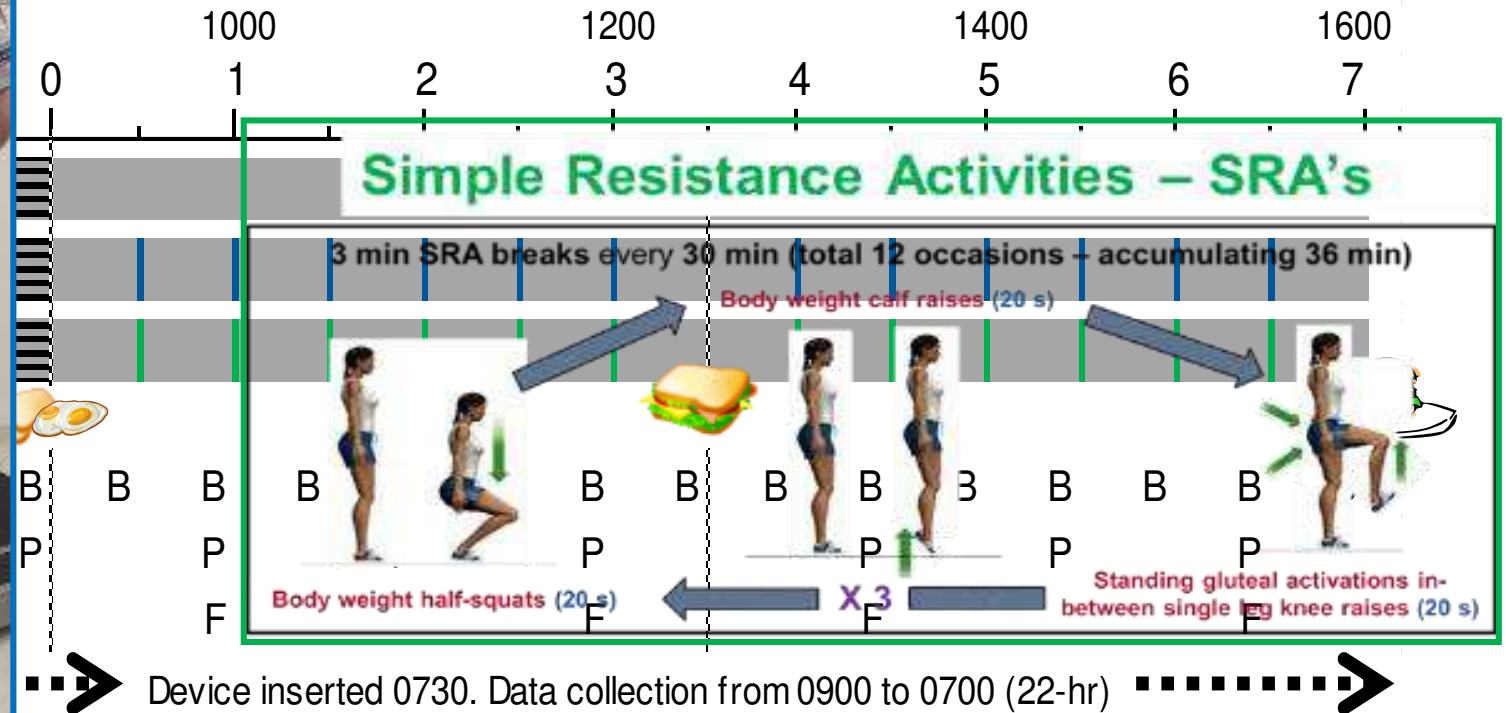 1000 1200 1400 1600
0 1 2 3 4 5 6 7
Simple Resistance Activities – SRA's
3 min SRA breaks every 30 min (total 12 occasions – accumulating 36 min)
Body weight calf raises (20 s)
B B B B B B B B B B B B
P P P P P P
Standing gluteal activations in-
between single leg knee raises (20 s)
Body weight half-squats (20 s)
X 3
F F F F
Device inserted 0730. Data collection from 0900 to 0700 (22-hr)